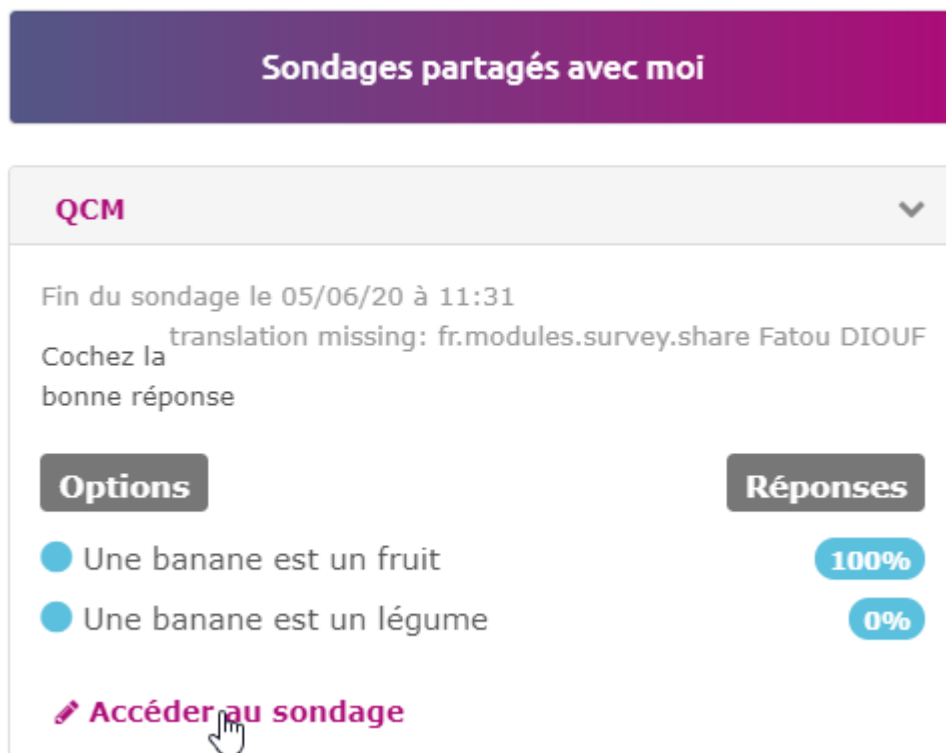 Sondages partagés avec moi
QCM
Fin du sondage le 05/06/20 à 11:31
translation missing: fr.modules.survey.share Fatou DIOUF
Cochez la
bonne réponse
Options Réponses
Une banane est un fruit 100%
Une banane est un légume 0%
Accéder au sondage